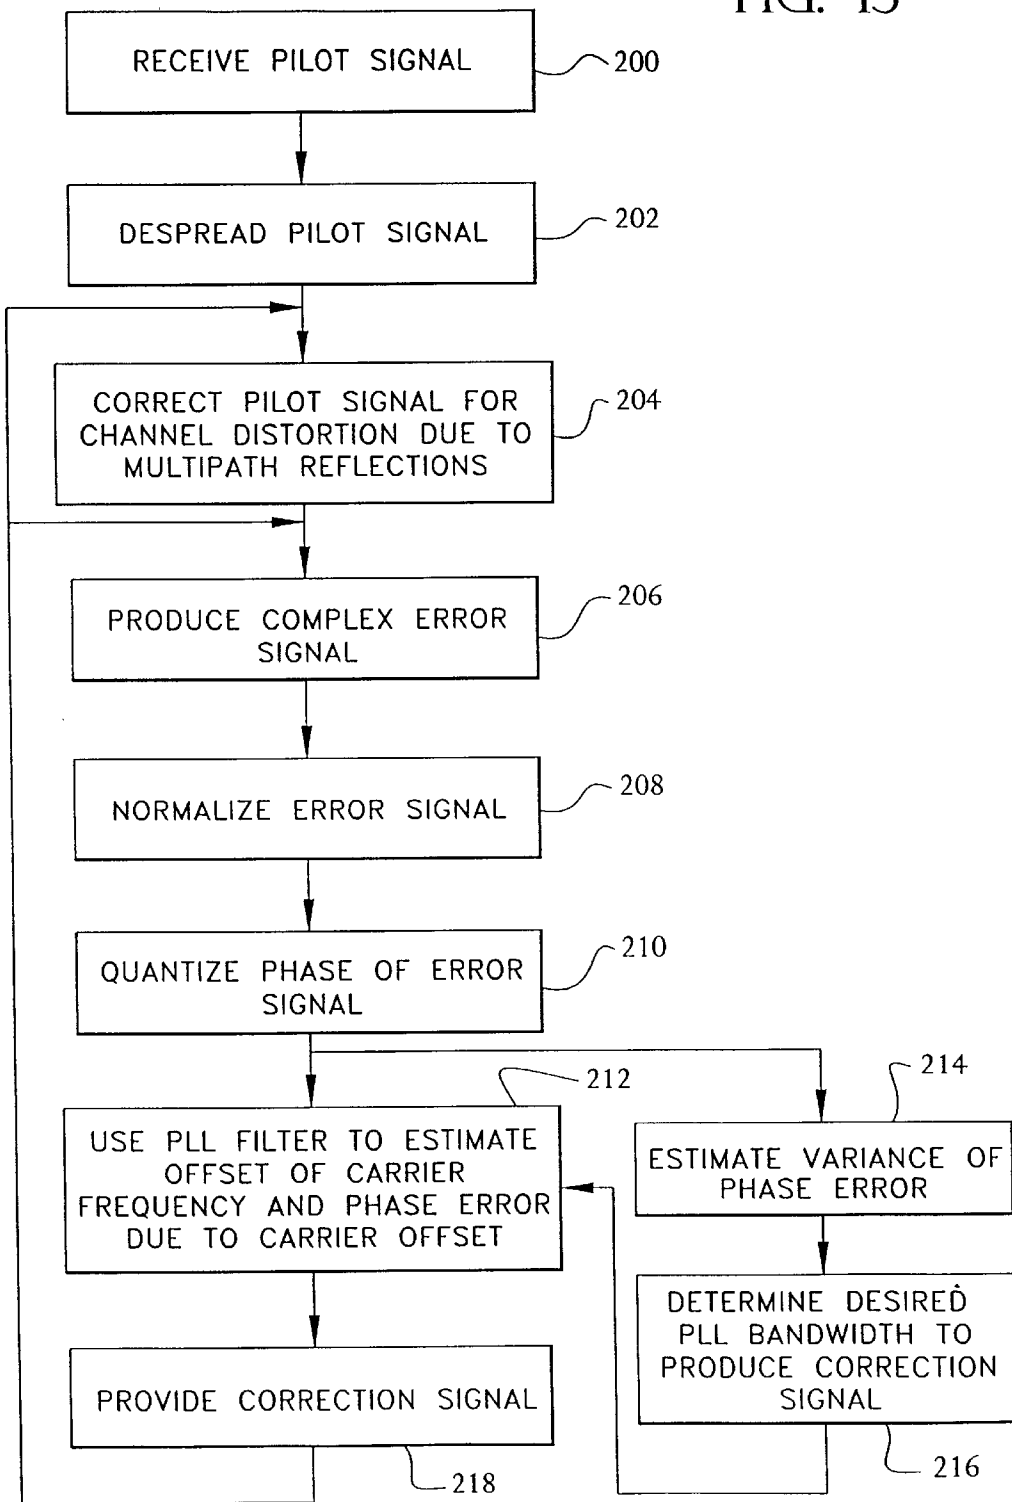 RECEIVE PILOT SIGNAL
200
DESPREAD PILOT SIGNAL
202
CORRECT PILOT SIGNAL FOR
CHANNEL DISTORTION DUE TO
MULTIPATH REFLECTIONS
204
PRODUCE COMPLEX ERROR
SIGNAL
206
NORMALIZE ERROR SIGNAL
208
QUANTIZE PHASE OF ERROR
SIGNAL
210
USE PLL FILTER TO ESTIMATE
OFFSET OF CARRIER
FREQUENCY AND PHASE ERROR
DUE TO CARRIER OFFSET
212
ESTIMATE VARIANCE OF
PHASE ERROR
214
DETERMINE DESIRED
PLL BANDWIDTH TO
PRODUCE CORRECTION
SIGNAL
216
PROVIDE CORRECTION SIGNAL
218